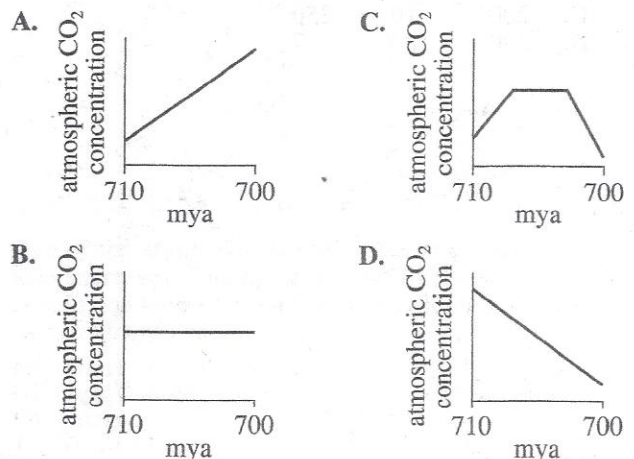 A.
atmospheric CO₂
concentration
710 700
mya
B.
atmospheric CO₂
concentration
710 700
mya
C.
atmospheric CO₂
concentration
710 700
mya
D.
atmospheric CO₂
concentration
710 700
mya